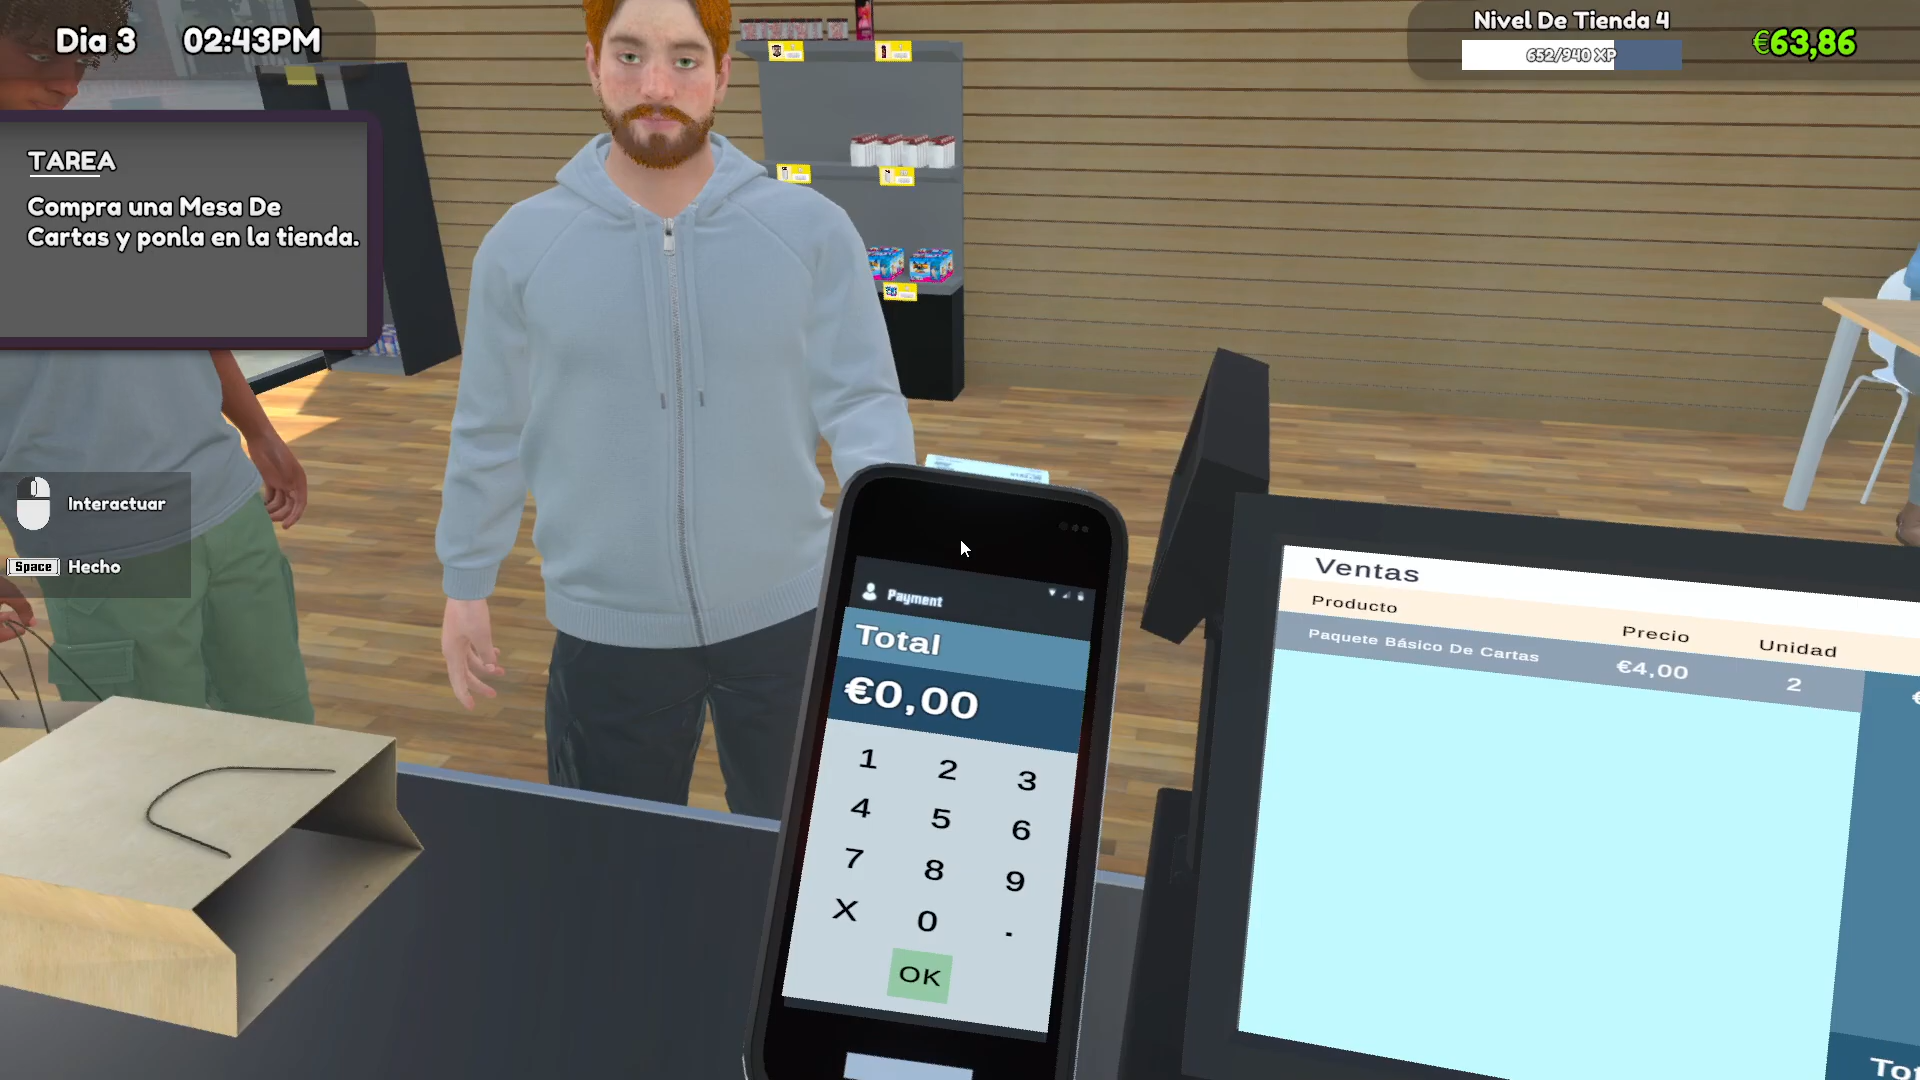 Dia 3
02:43PM
Nivel De Tienda 4
652/940 XP
€63,86
TAREA
Compra una Mesa De
Cartas y ponla en la tienda.
Interactuar
Space Hecho
Payment
Total
€0,00
1 2 3
4 5 6
7 8 9
X 0 .
OK
Ventas
Producto Precio Unidad
Paquete Básico De Cartas €4,00 2